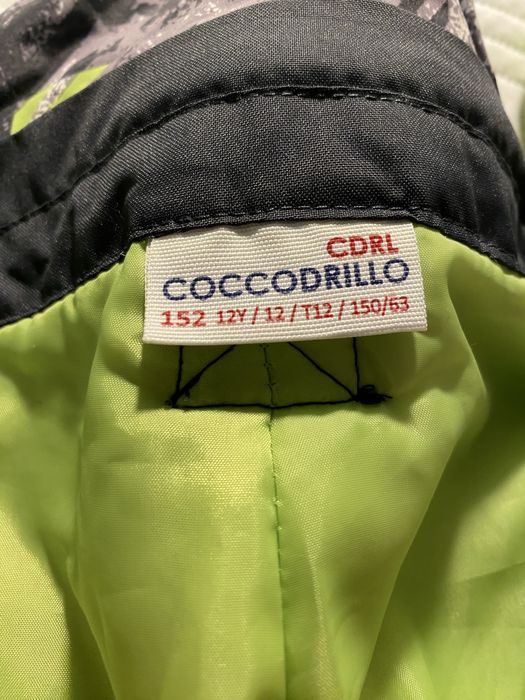 CDRL
COCCODRILLO
152 12Y / 12 / T12 / 150/63